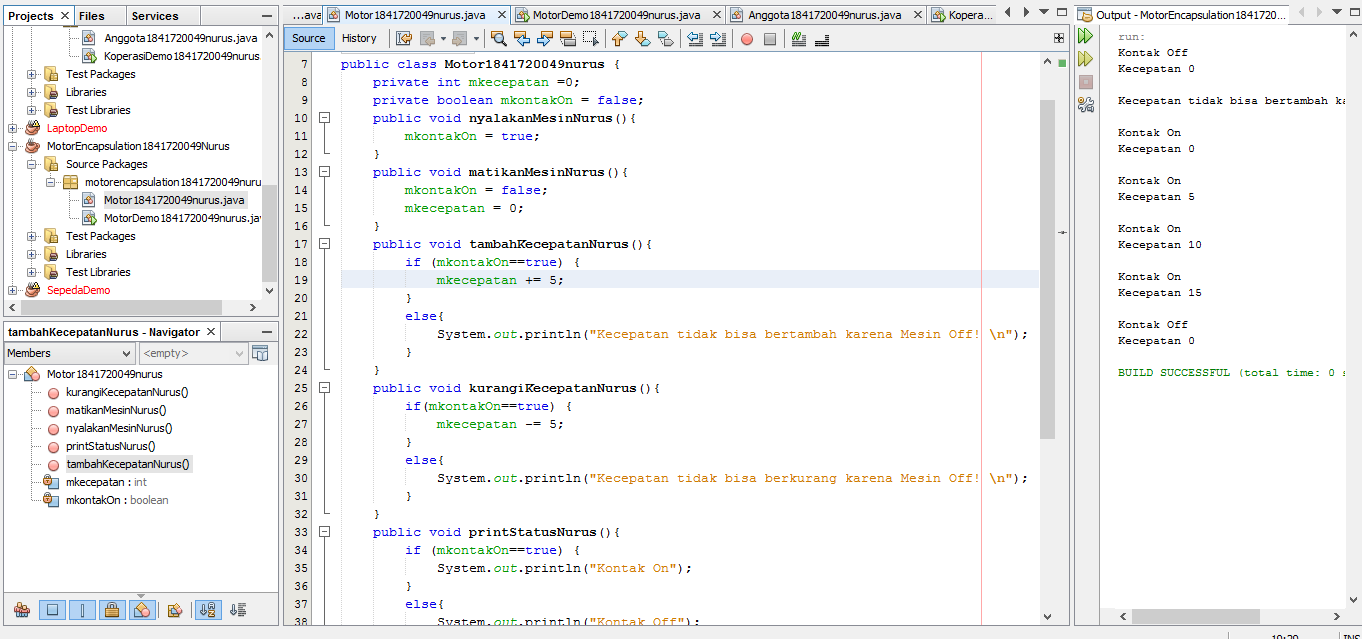 Projects
Files
Services
Anggota1841720049nurus.java
KoperasiDemo1841720049nurus
Test Packages
Libraries
Test Libraries
LaptopDemo
MotorEncapsulation1841720049Nurus
Source Packages
motorencapsulation1841720049nuru
Motor1841720049nurus.java
MotorDemo1841720049nurus.ja
Test Packages
Libraries
Test Libraries
SepedaDemo
tambahKecepatanNurus - Navigator
Members
<empty>
Motor1841720049nurus
kurangiKecepatanNurus()
matikanMesinNurus()
nyalakanMesinNurus()
printStatusNurus()
tambahKecepatanNurus()
mkecepatan : int
mkontakOn : boolean
...ava
Motor1841720049nurus.java
MotorDemo1841720049nurus.java
Anggota1841720049nurus.java
Kopera...
Source
History
7 public class Motor1841720049nurus {
8 private int mkecepatan =0;
9 private boolean mkontakOn = false;
10 public void nyalakanMesinNurus(){
11 mkontakOn = true;
12 }
13 public void matikanMesinNurus(){
14 mkontakOn = false;
15 mkecepatan = 0;
16 }
17 public void tambahKecepatanNurus(){
18 if (mkontakOn==true) {
19 mkecepatan += 5;
20 }
21 else{
22 System.out.println("Kecepatan tidak bisa bertambah karena Mesin Off! \n");
23 }
24 }
25 public void kurangiKecepatanNurus(){
26 if(mkontakOn==true) {
27 mkecepatan -= 5;
28 }
29 else{
30 System.out.println("Kecepatan tidak bisa berkurang karena Mesin Off! \n");
31 }
32 }
33 public void printStatusNurus(){
34 if (mkontakOn==true) {
35 System.out.println("Kontak On");
36 }
37 else{
38 System.out.println("Kontak Off");
Output - MotorEncapsulation1841720...
run:
Kontak Off
Kecepatan 0
Kecepatan tidak bisa bertambah ka
Kontak On
Kecepatan 0
Kontak On
Kecepatan 5
Kontak On
Kecepatan 10
Kontak On
Kecepatan 15
Kontak Off
Kecepatan 0
BUILD SUCCESSFUL (total time: 0 s